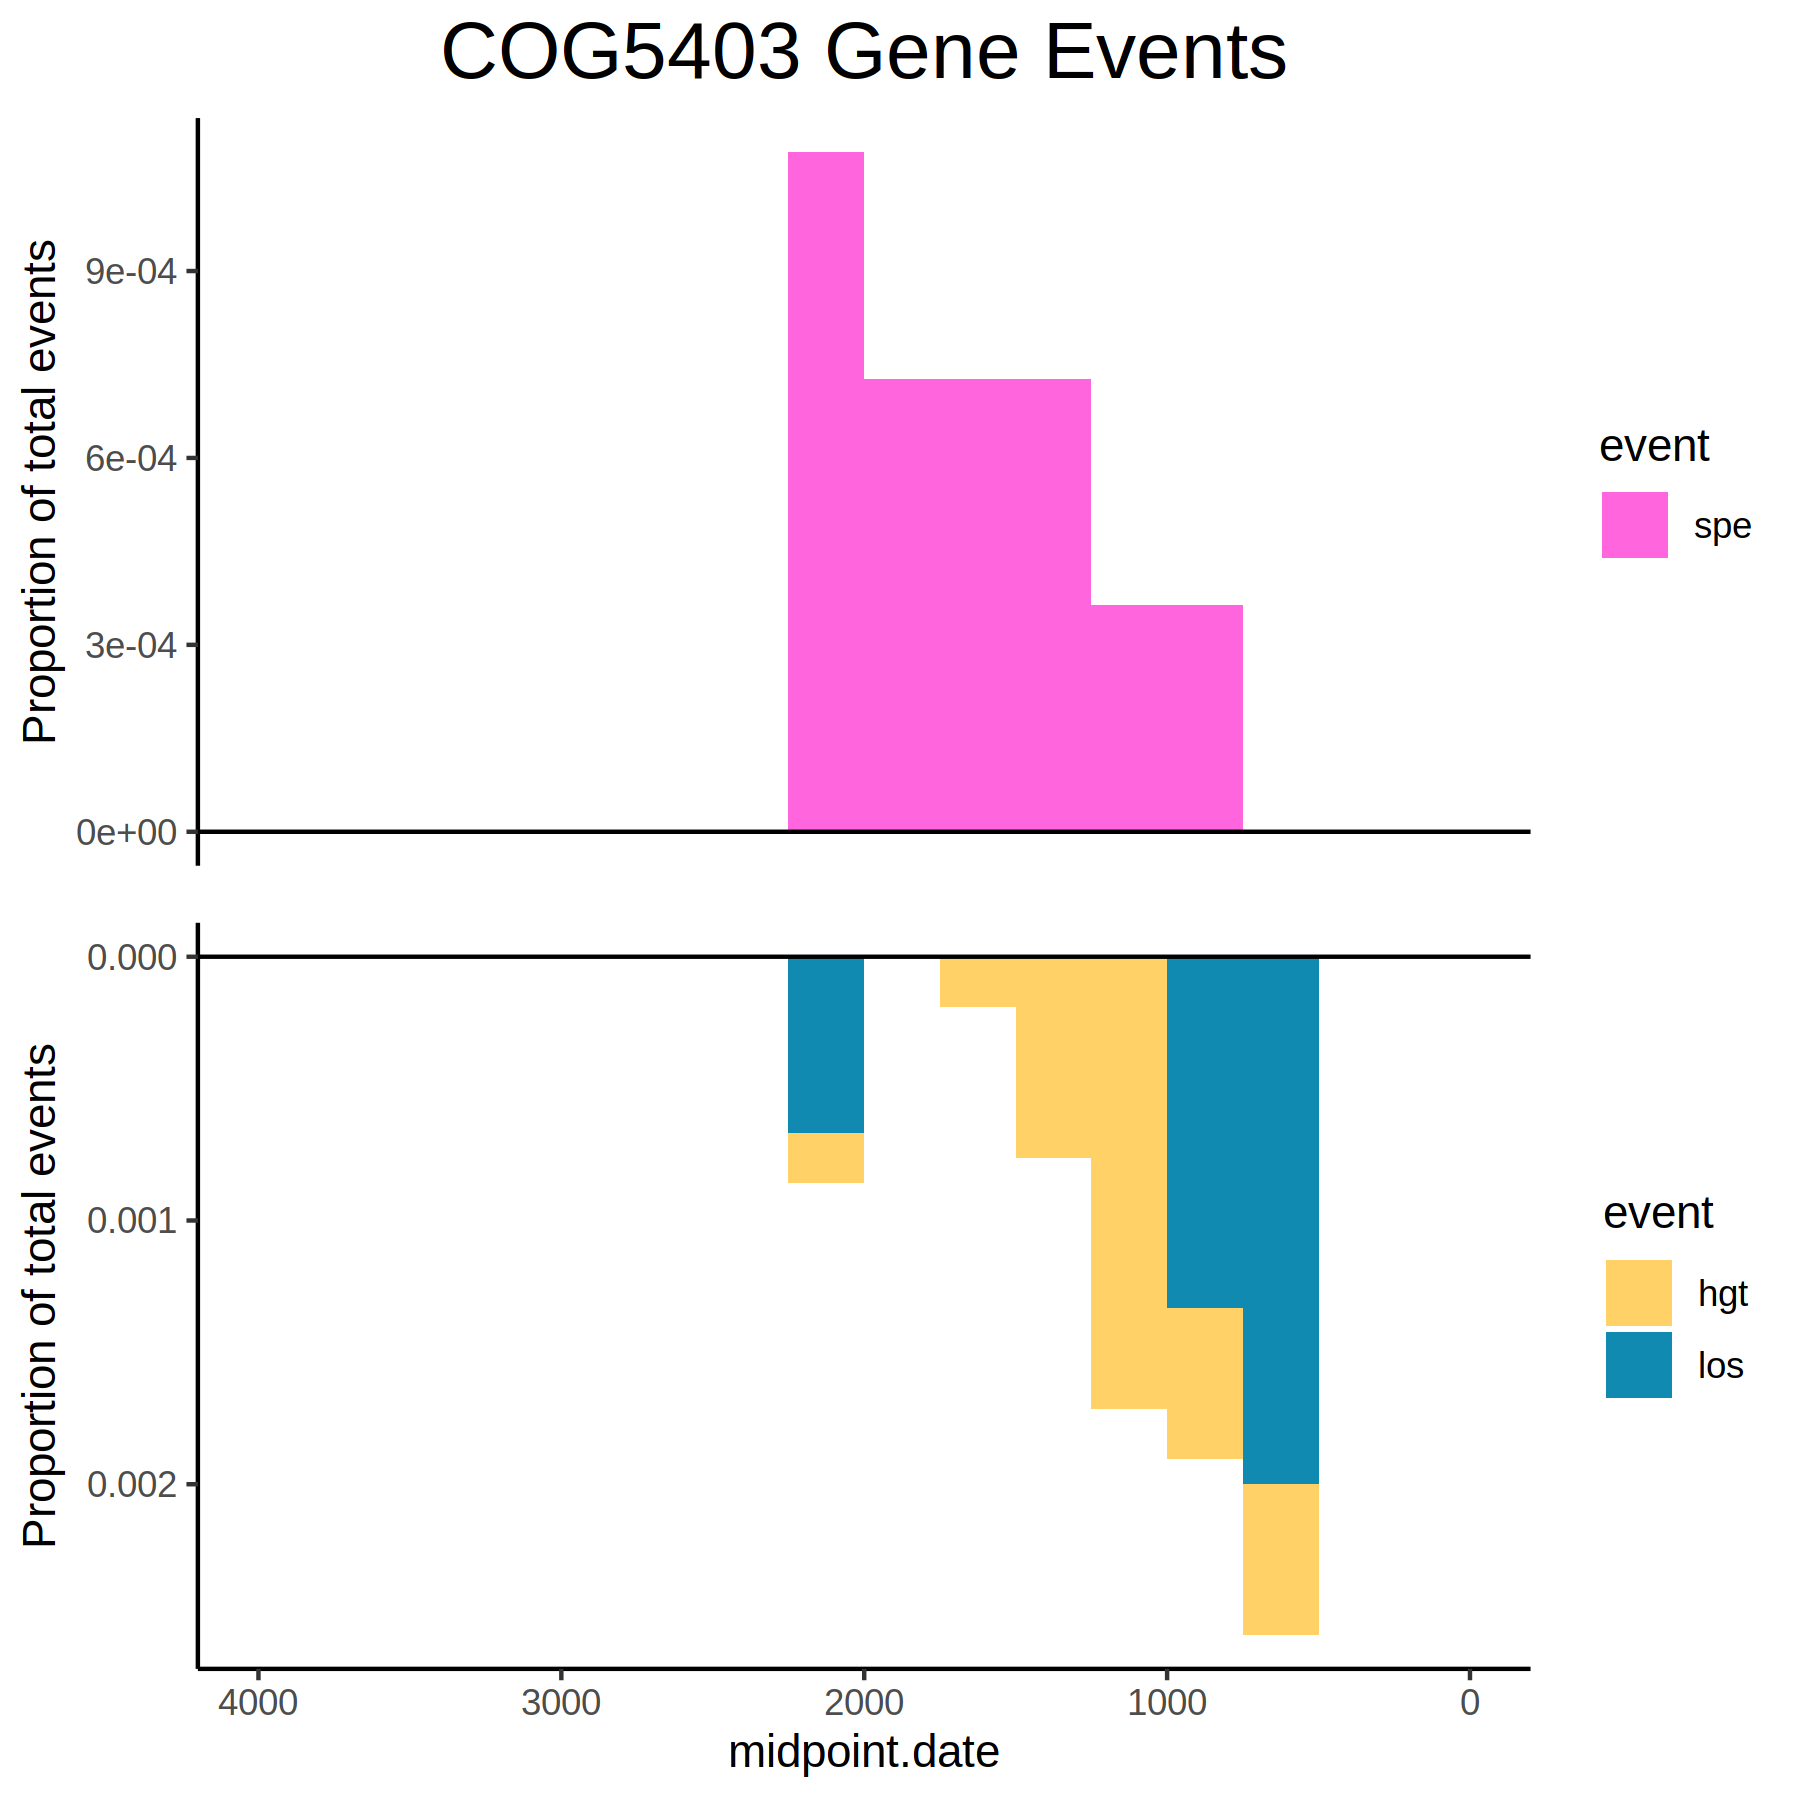 COG5403 Gene Events
Proportion of total events
9e-04
6e-04
3e-04
0e+00
event
spe
Proportion of total events
0.000
0.001
0.002
event
hgt
los
4000 3000 2000 1000 0
midpoint.date